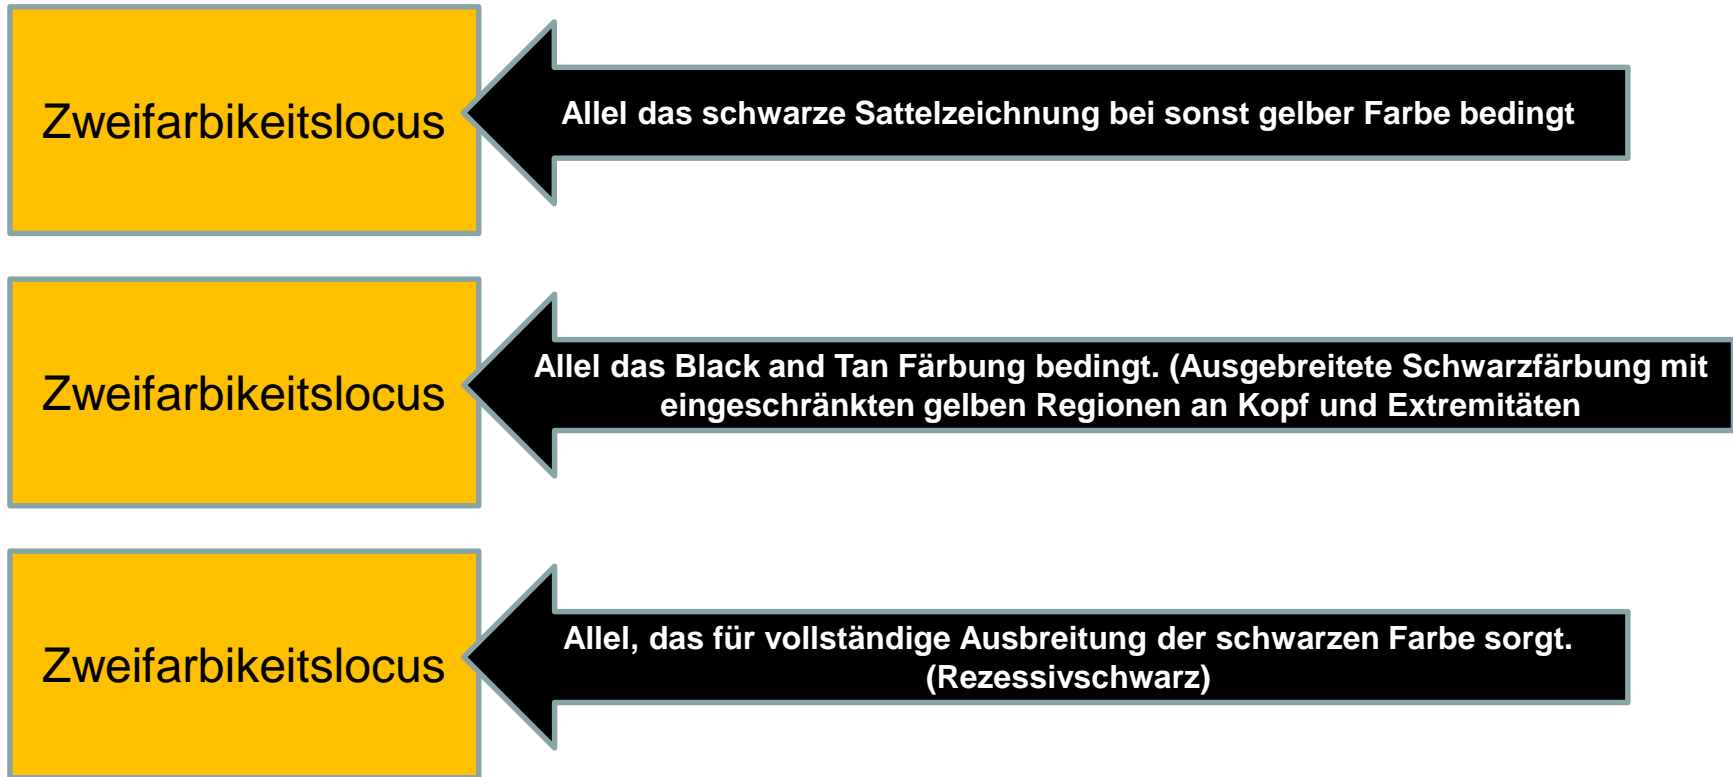 Zweifarbikeitslocus
Allel das schwarze Sattelzeichnung bei sonst gelber Farbe bedingt
Zweifarbikeitslocus
Allel das Black and Tan Färbung bedingt. (Ausgebreitete Schwarzfärbung mit
eingeschränkten gelben Regionen an Kopf und Extremitäten
Zweifarbikeitslocus
Allel, das für vollständige Ausbreitung der schwarzen Farbe sorgt.
(Rezessivschwarz)